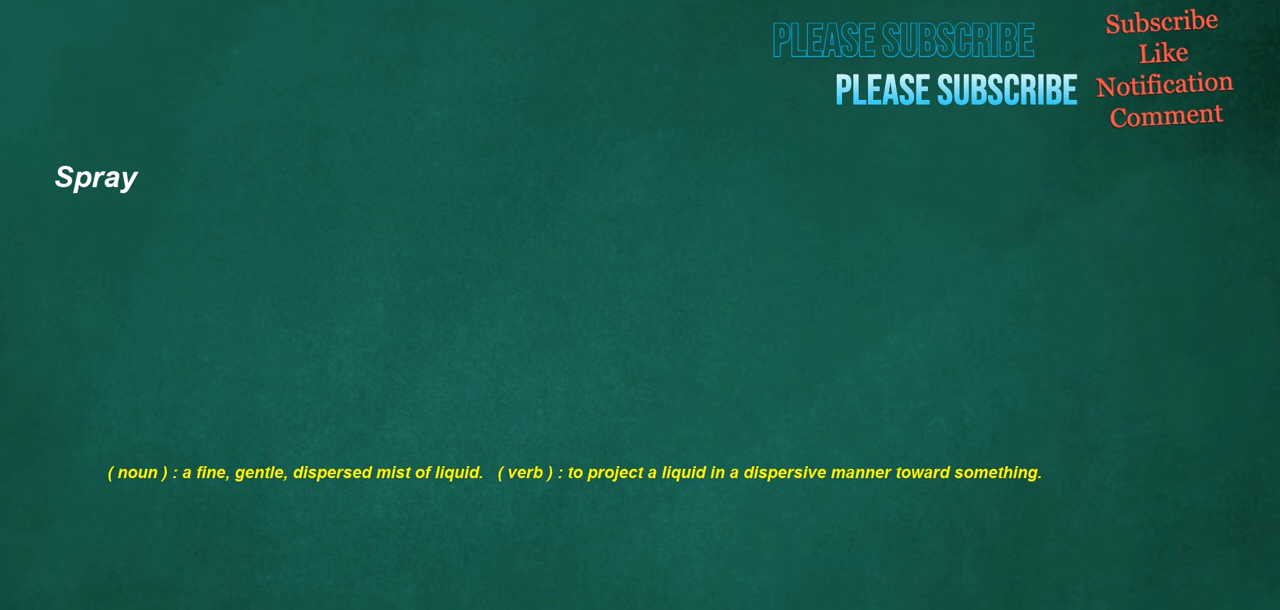 PLEASE SUBSCRIBE
PLEASE SUBSCRIBE
Subscribe
Like
Notification
Comment
Spray
( noun ) : a fine, gentle, dispersed mist of liquid.   ( verb ) : to project a liquid in a dispersive manner toward something.